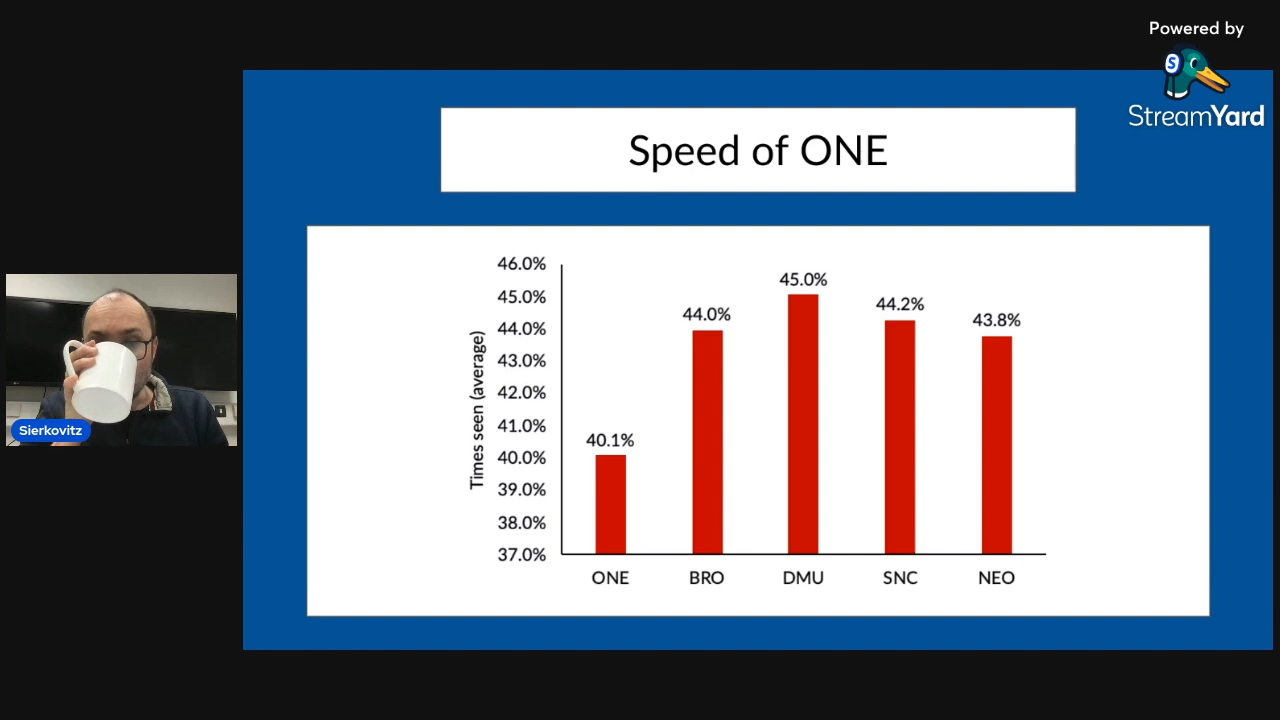 Powered by
StreamYard
Speed of ONE
Times seen (average)
46.0%
45.0%
44.0%
43.0%
42.0%
41.0%
40.0%
39.0%
38.0%
37.0%
40.1%
44.0%
45.0%
44.2%
43.8%
ONE BRO DMU SNC NEO
Sierkovitz